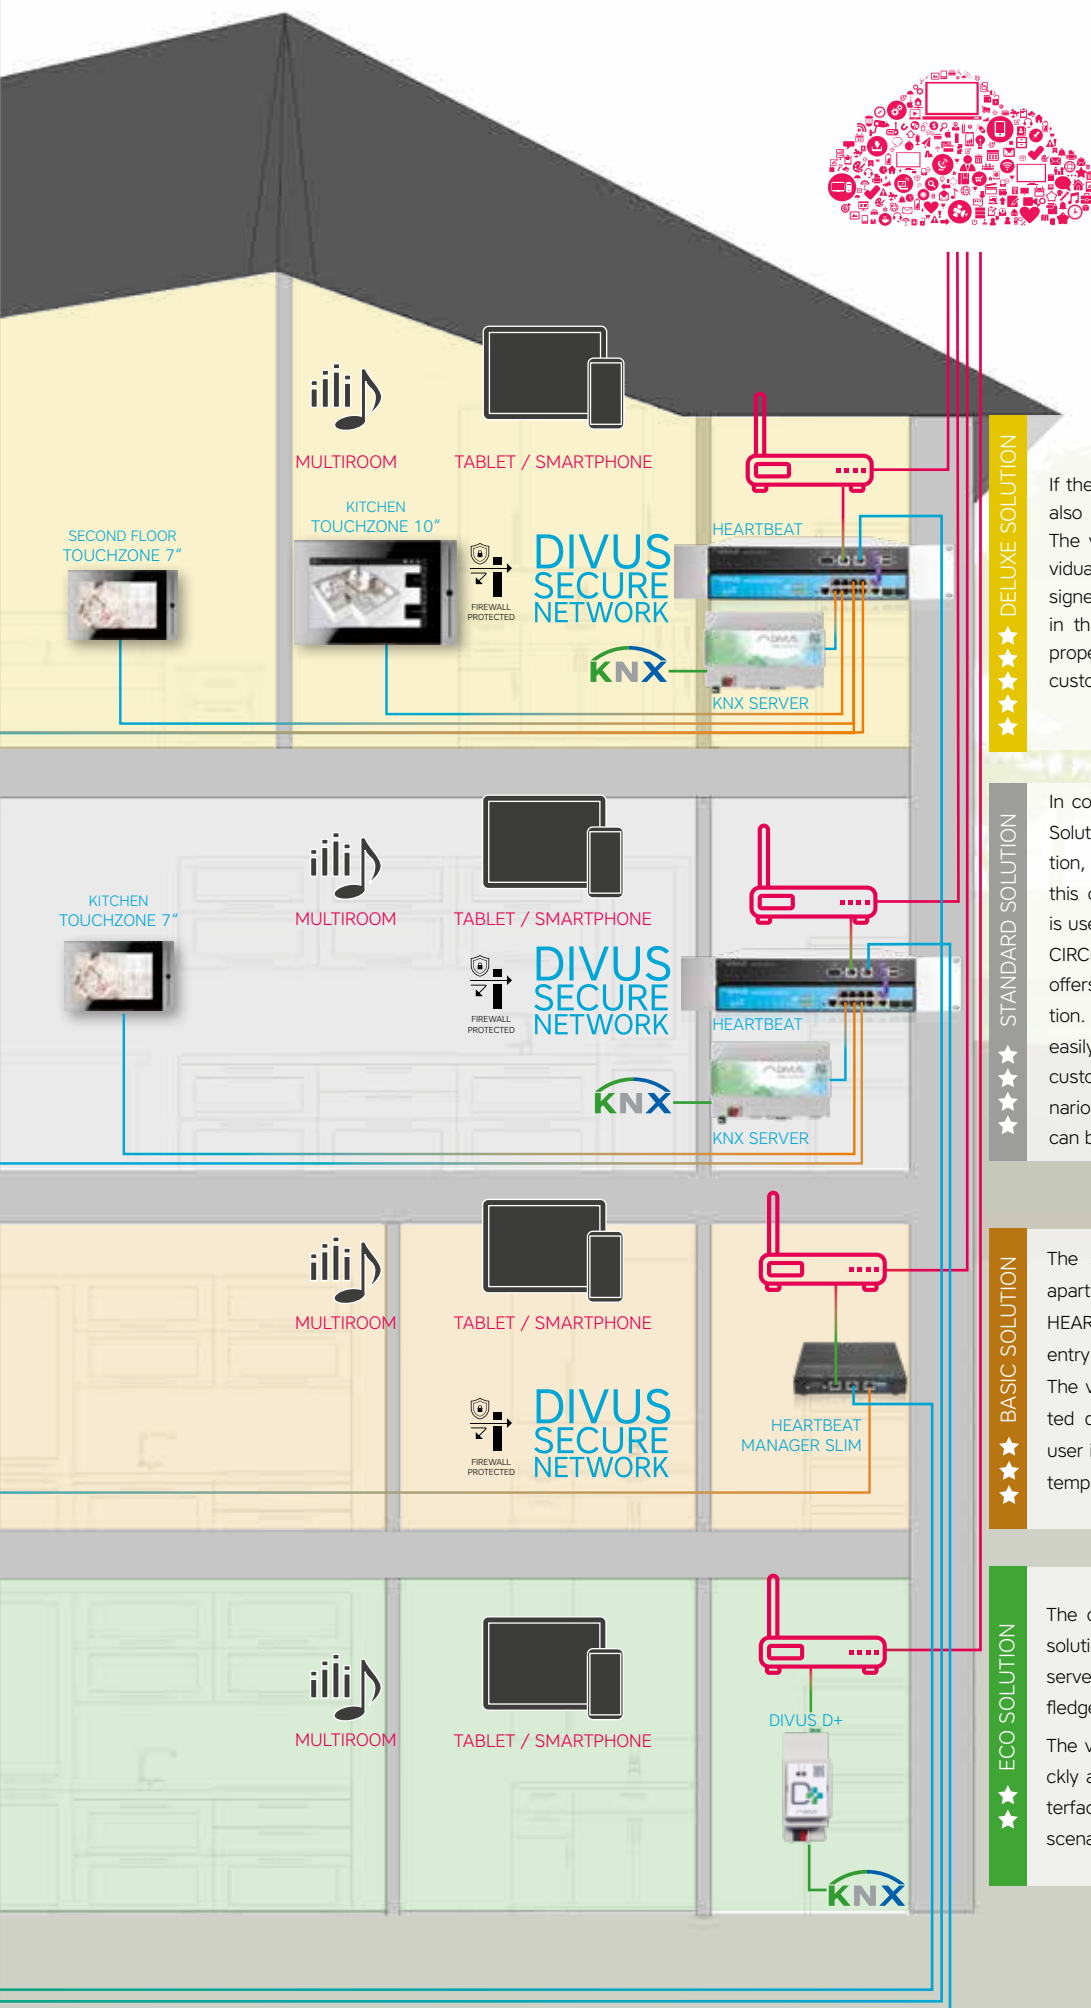 MULTIROOM
TABLET / SMARTPHONE
SECOND FLOOR
TOUCHZONE 7“
KITCHEN
TOUCHZONE 10“
FIREWALL
PROTECTED
DIVUS
SECURE
NETWORK
HEARTBEAT
KNX
KNX SERVER
DELUXE SOLUTION
If the
also
The v
vidua
signe
in the
prope
custo
MULTIROOM
TABLET / SMARTPHONE
KITCHEN
TOUCHZONE 7“
FIREWALL
PROTECTED
DIVUS
SECURE
NETWORK
HEARTBEAT
KNX
KNX SERVER
STANDARD SOLUTION
In co
Solut
tion,
this c
is use
CIRC
offers
tion.
easily
custo
nario
can b
MULTIROOM
TABLET / SMARTPHONE
FIREWALL
PROTECTED
DIVUS
SECURE
NETWORK
HEARTBEAT
MANAGER SLIM
BASIC SOLUTION
The
apart
HEAR
entry
The v
ted c
user i
temp
MULTIROOM
TABLET / SMARTPHONE
DIVUS D+
D+
KNX
ECO SOLUTION
The c
soluti
serve
fledge
The v
ckly a
terfac
scena